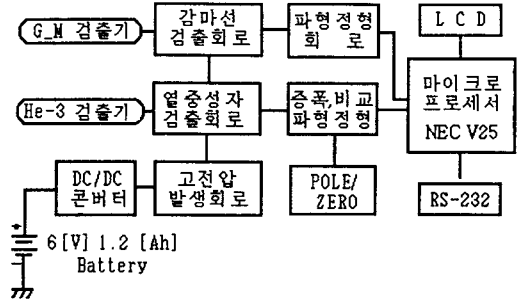 G_M 검출기
감마선
검출회로
파형정형
회 로
L C D
He-3 검출기
열중성자
검출회로
증폭,비교
파형정형
마이크로
프로세서
NEC V25
DC/DC
콘버터
고전압
발생회로
POLE/
ZERO
RS-232
6[V] 1.2 [Ah]
Battery